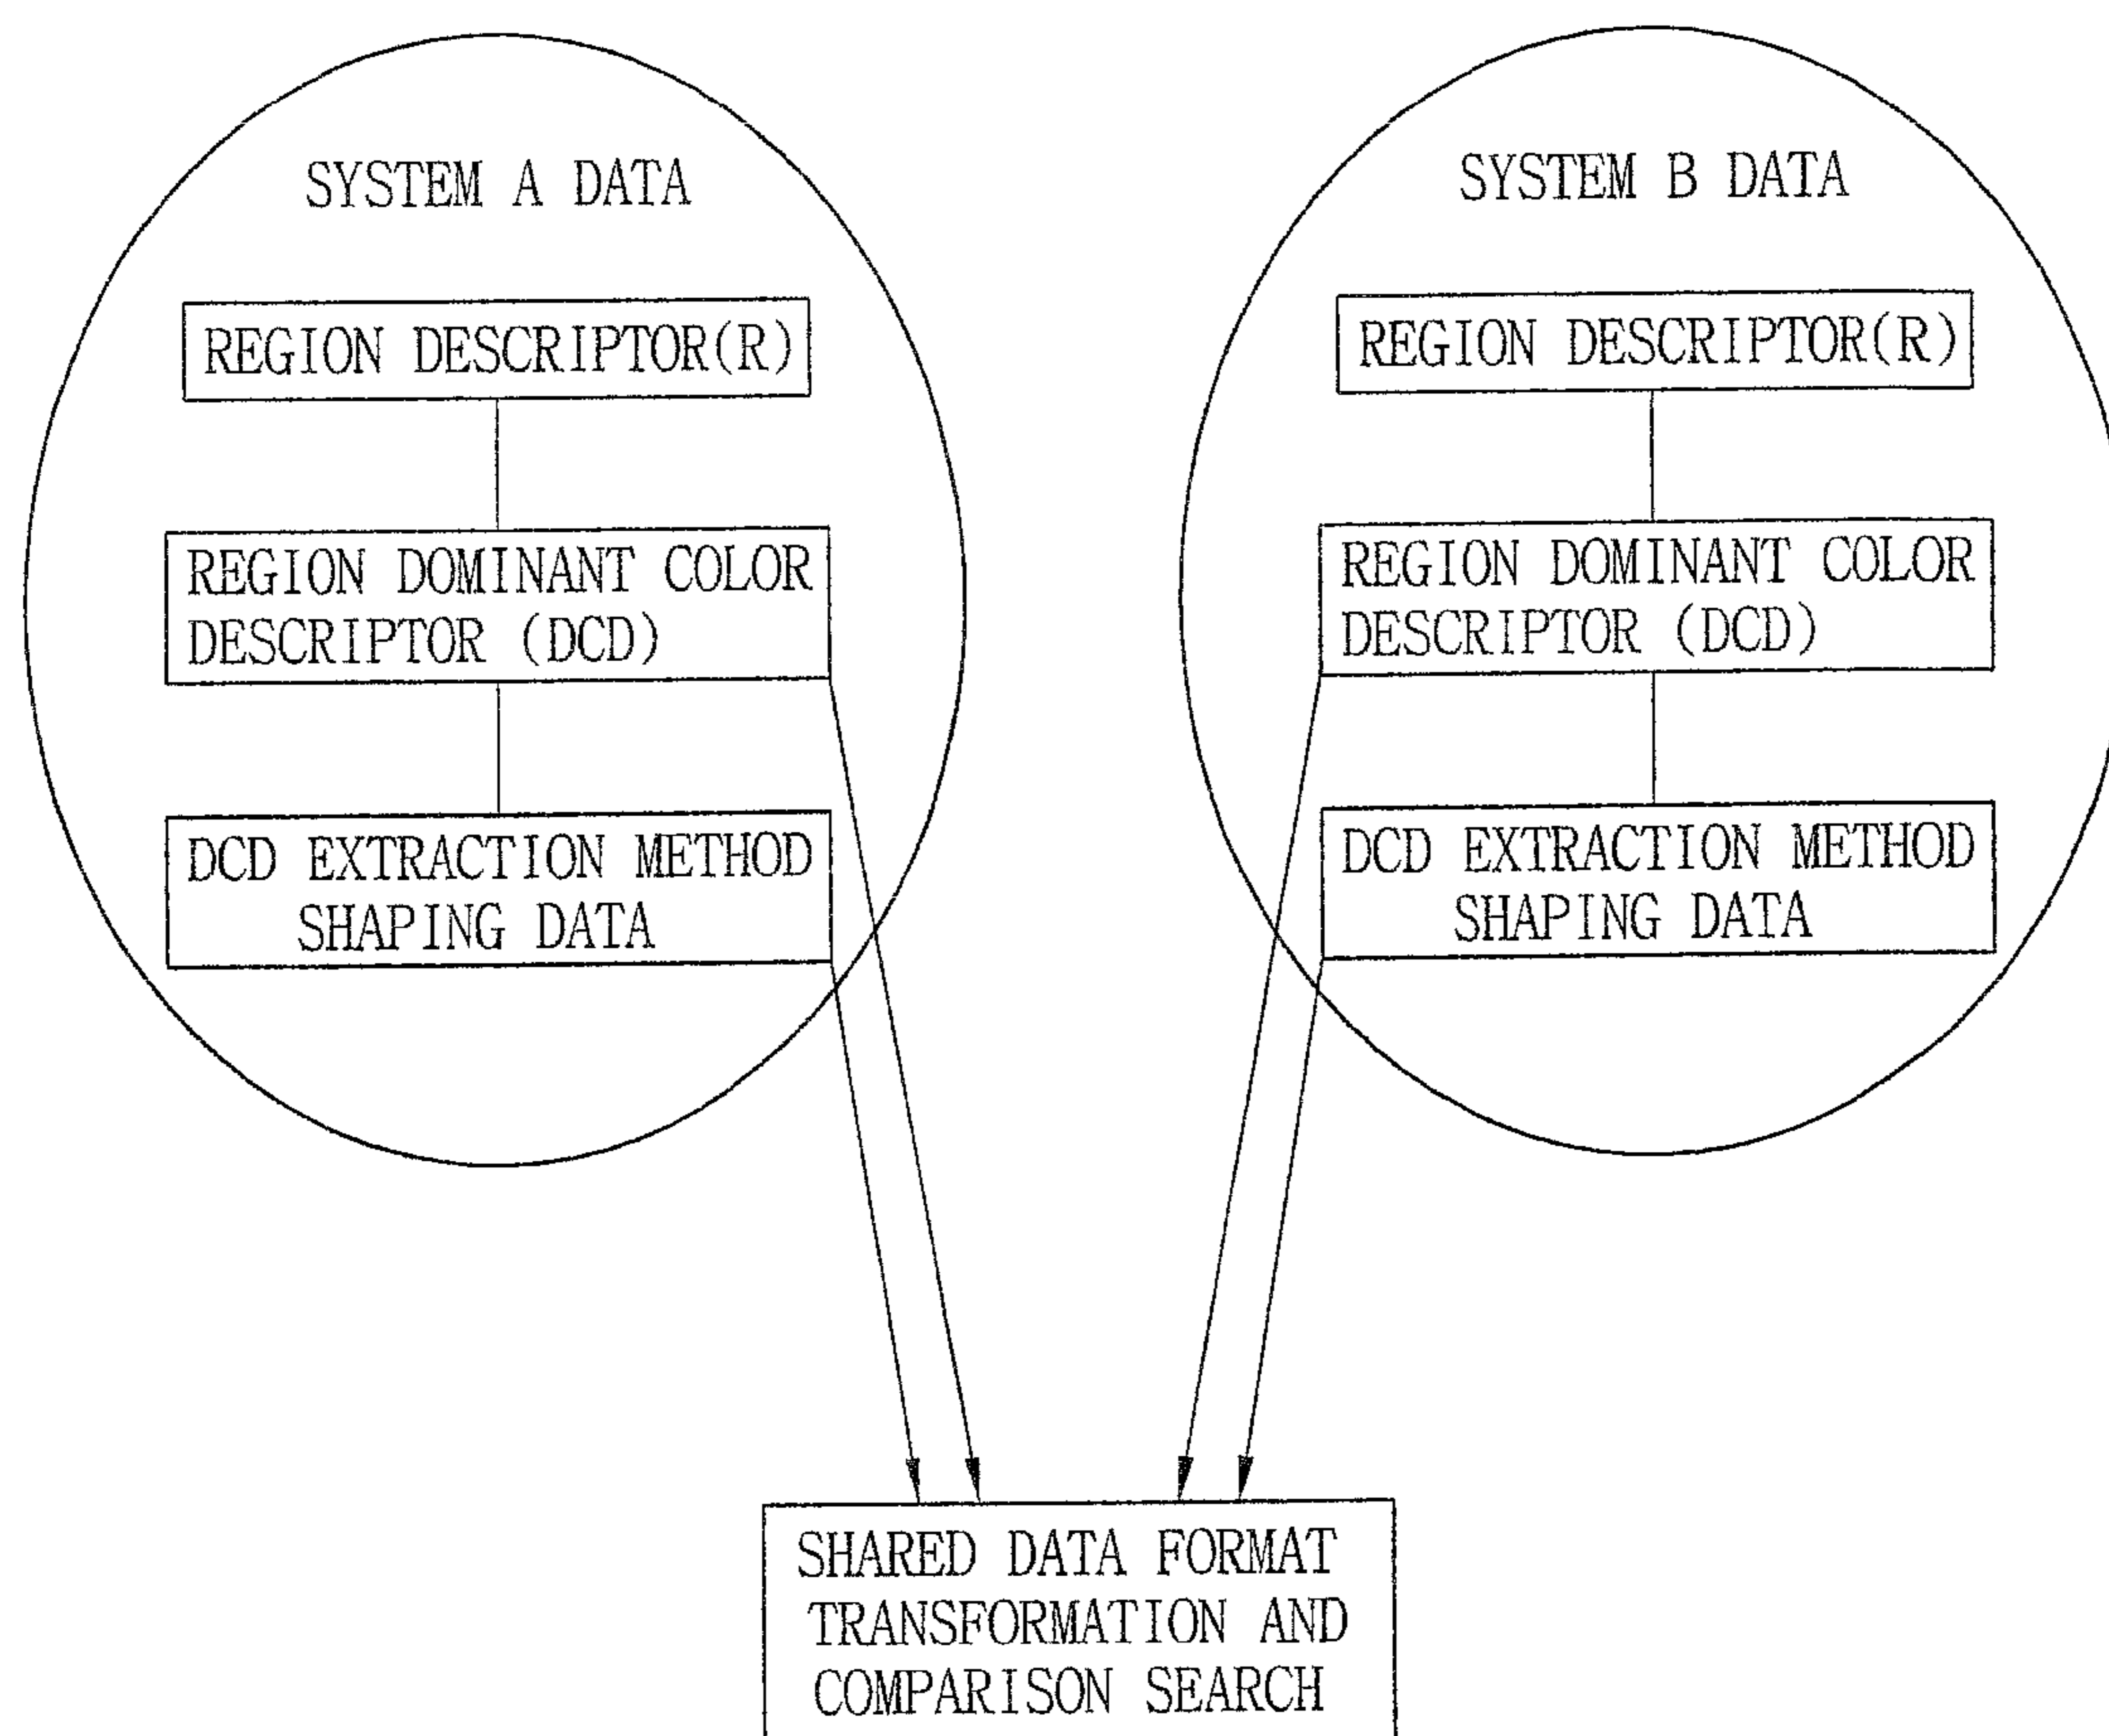 SYSTEM A DATA
REGION DESCRIPTOR(R)
REGION DOMINANT COLOR
DESCRIPTOR (DCD)
DCD EXTRACTION METHOD
SHAPING DATA
SYSTEM B DATA
REGION DESCRIPTOR(R)
REGION DOMINANT COLOR
DESCRIPTOR (DCD)
DCD EXTRACTION METHOD
SHAPING DATA
SHARED DATA FORMAT
TRANSFORMATION AND
COMPARISON SEARCH